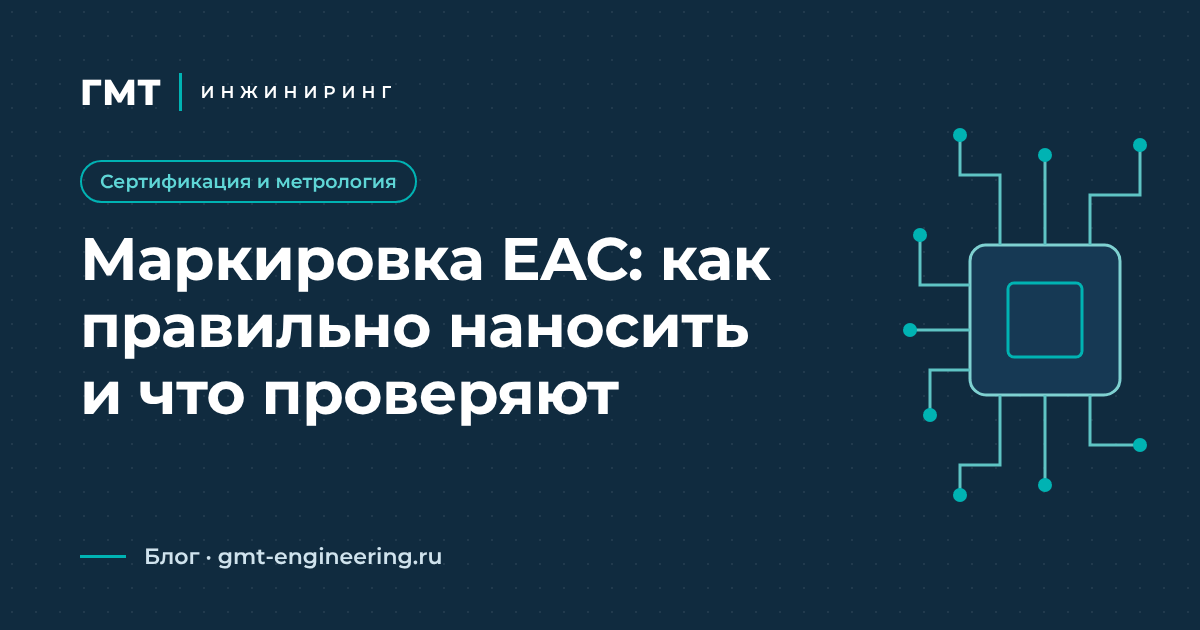 ГМТ
ИНЖИНИРИНГ
Сертификация и метрология
Маркировка ЕАС: как
правильно наносить
и что проверяют
Блог · gmt-engineering.ru